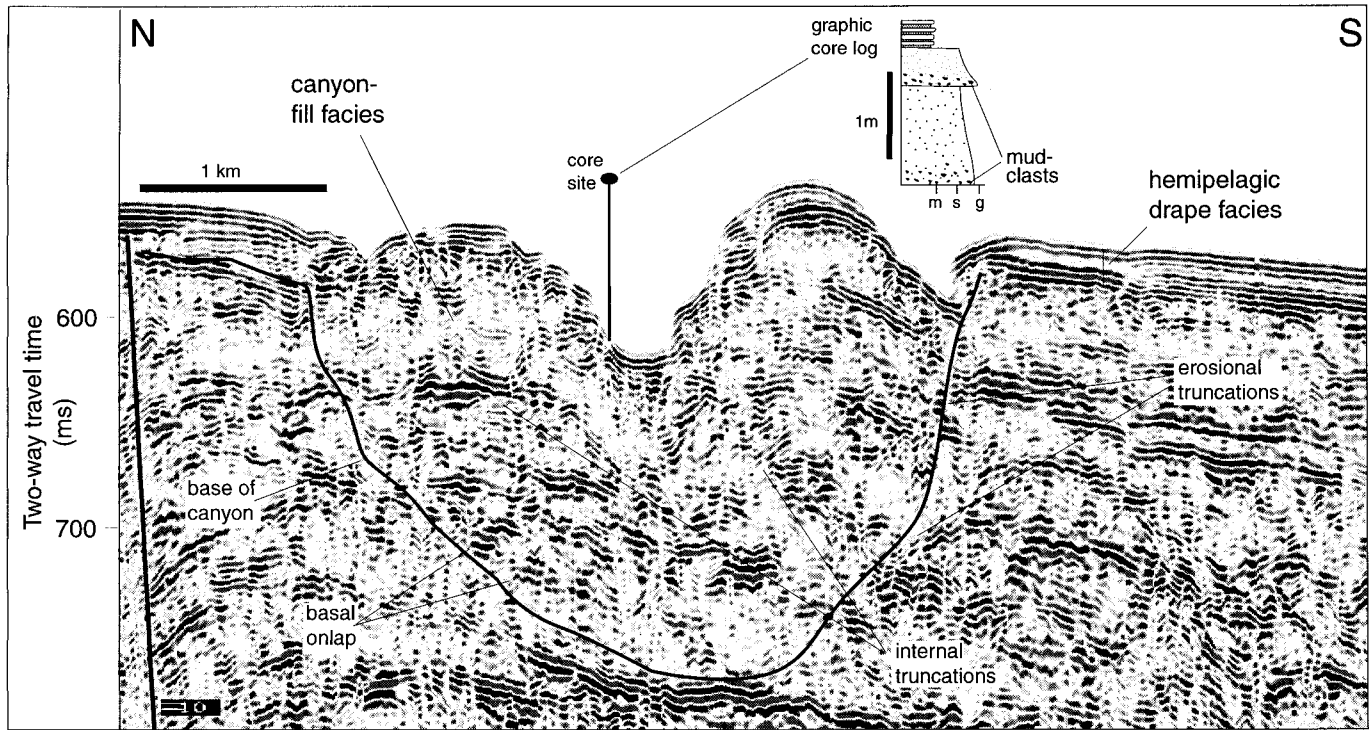 N
S
graphic
core log
canyon-
fill facies
1m
core
site
mud-
clasts
m s g
1 km
hemipelagic
drape facies
600
Two-way travel time
(ms)
erosional
truncations
base of
canyon
700
basal
onlap
internal
truncations